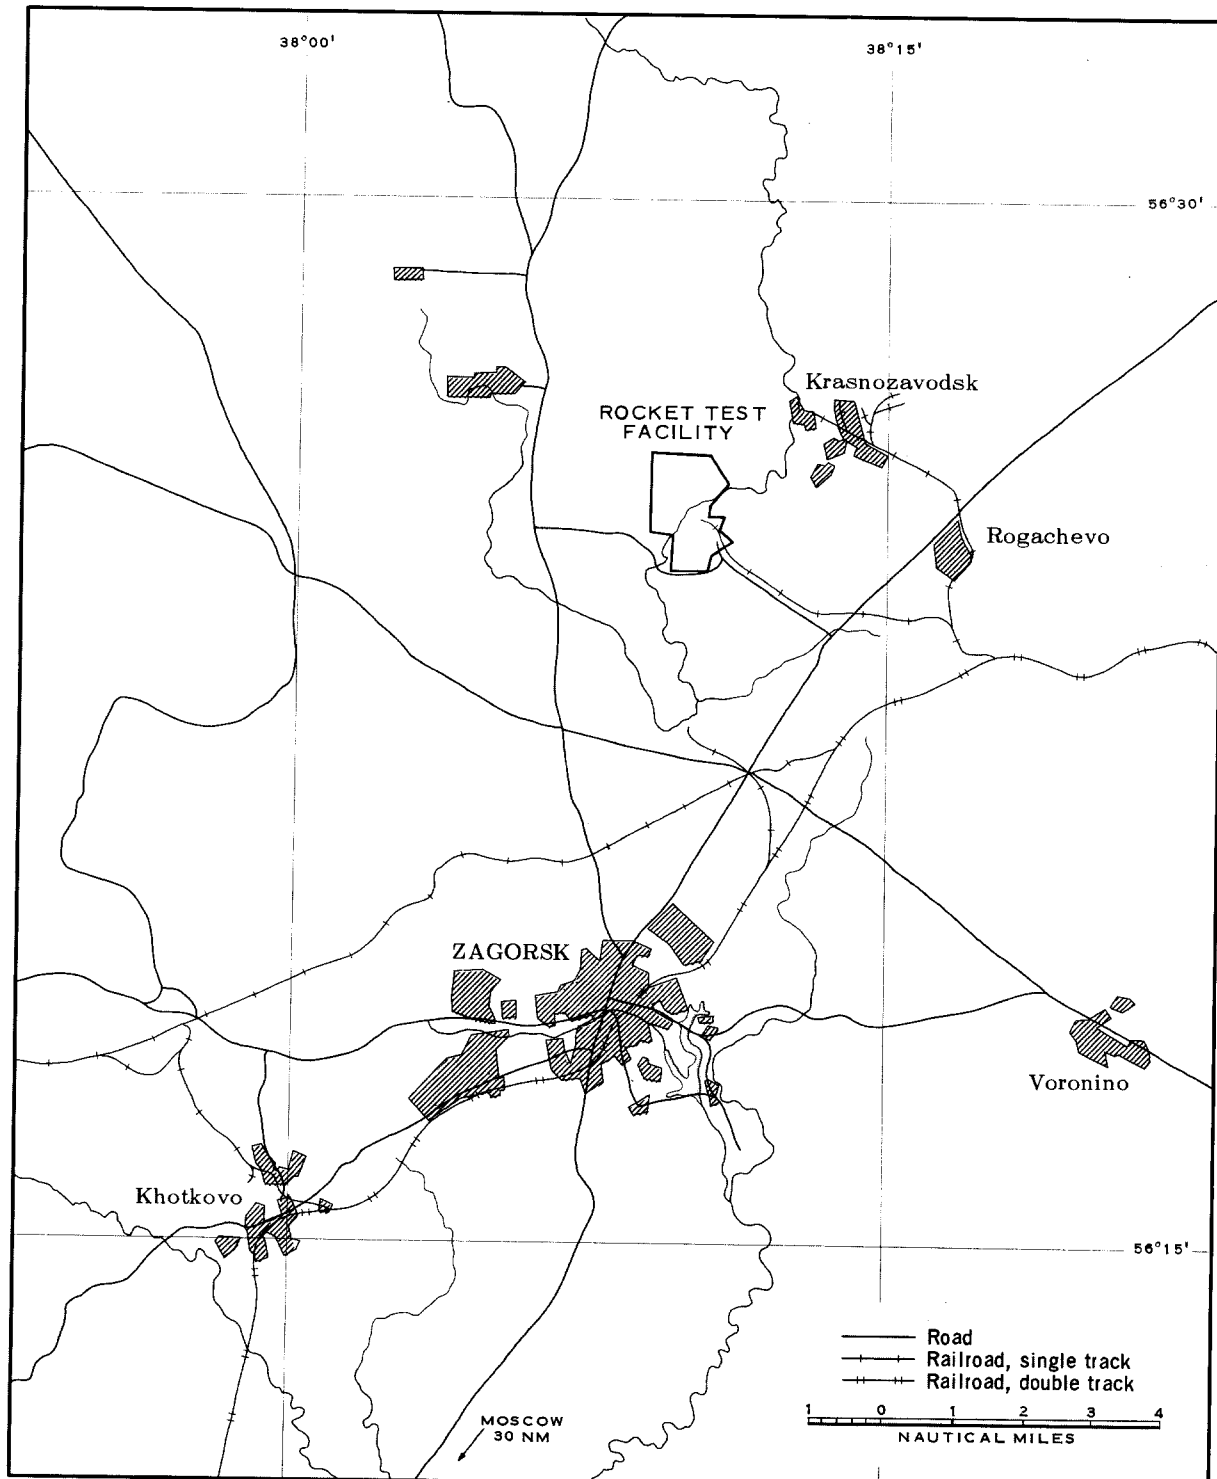 38°00'
38°15'
56°30'
Krasnozavodsk
ROCKET TEST
FACILITY
Rogachevo
ZAGORSK
Voronino
Khotkovo
56°15'
Road
Railroad, single track
Railroad, double track
1 0 1 2 3 4
NAUTICAL MILES
MOSCOW
30 NM